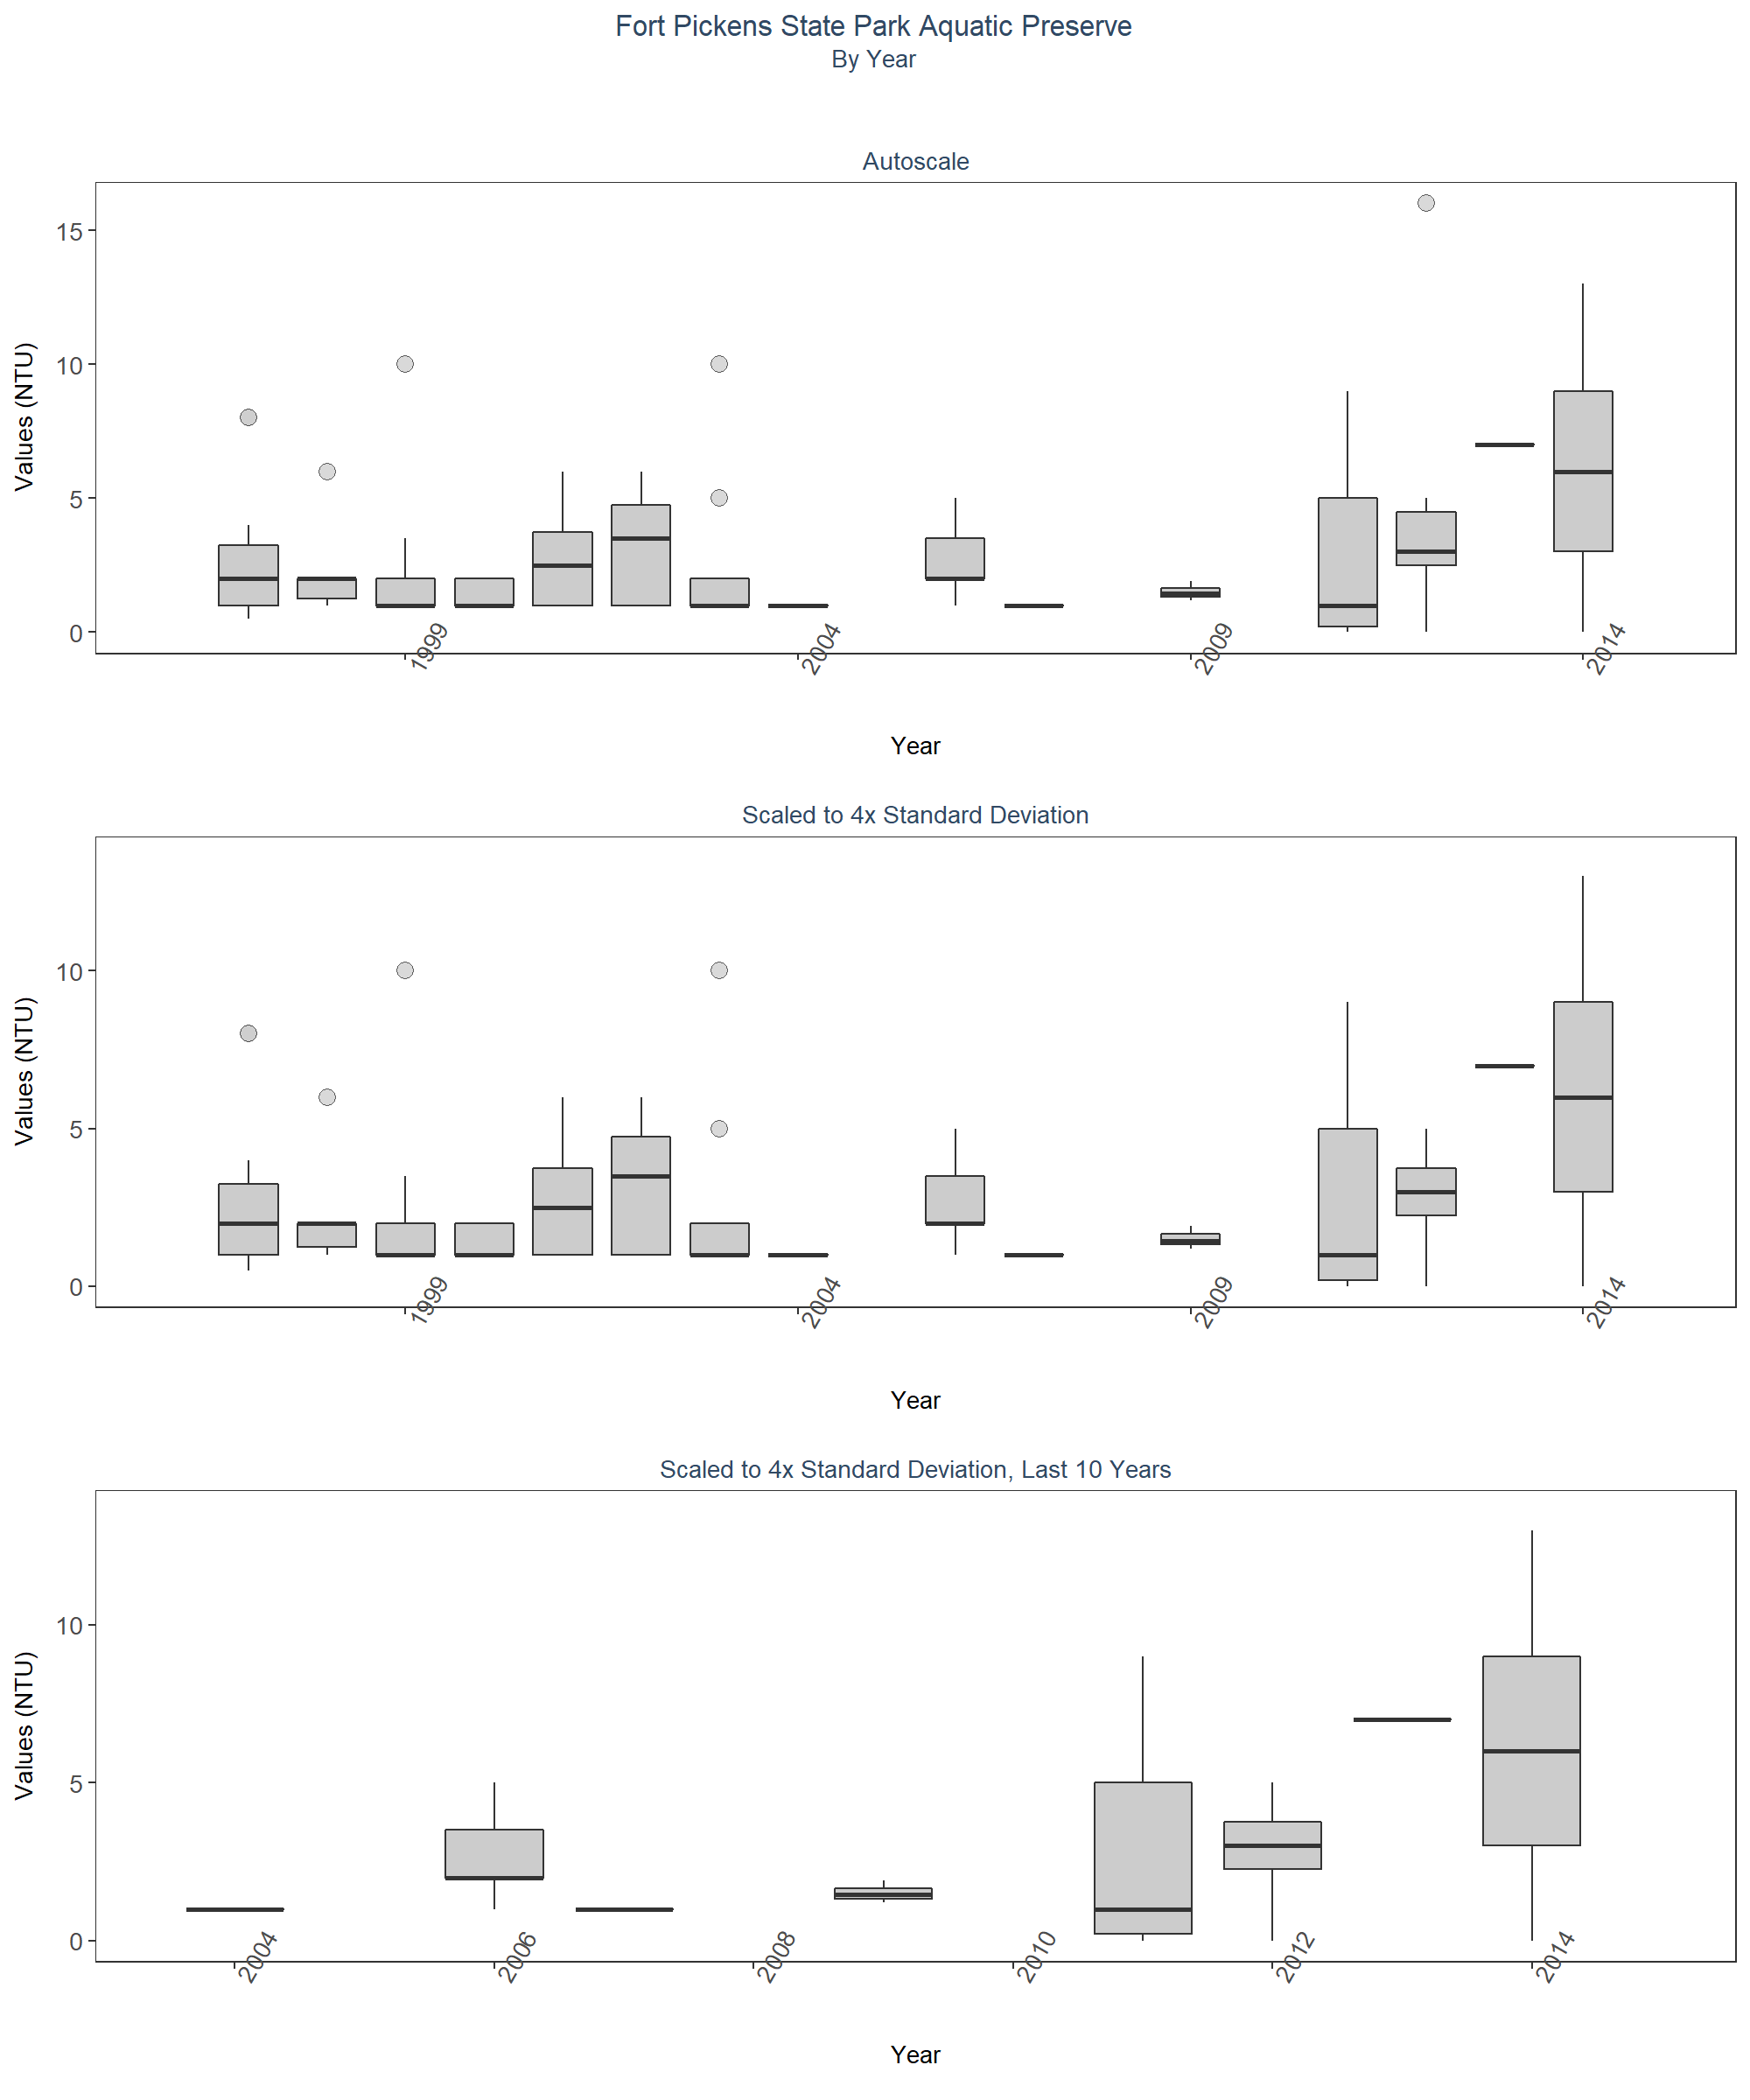 Fort Pickens State Park Aquatic Preserve
By Year
Autoscale
Values (NTU)
15
10
5
0
1999
2004
2009
2014
Year
Scaled to 4x Standard Deviation
Values (NTU)
10
5
0
1999
2004
2009
2014
Year
Scaled to 4x Standard Deviation, Last 10 Years
Values (NTU)
10
5
0
2004
2006
2008
2010
2012
2014
Year